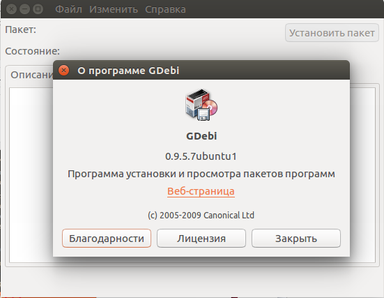 Файл Изменить Справка
Пакет:
Установить пакет
Состояние:
Описани
О программе GDebi
GDebi
0.9.5.7ubuntu1
Программа установки и просмотра пакетов программ
Веб-страница
(c) 2005-2009 Canonical Ltd
Благодарности Лицензия Закрыть